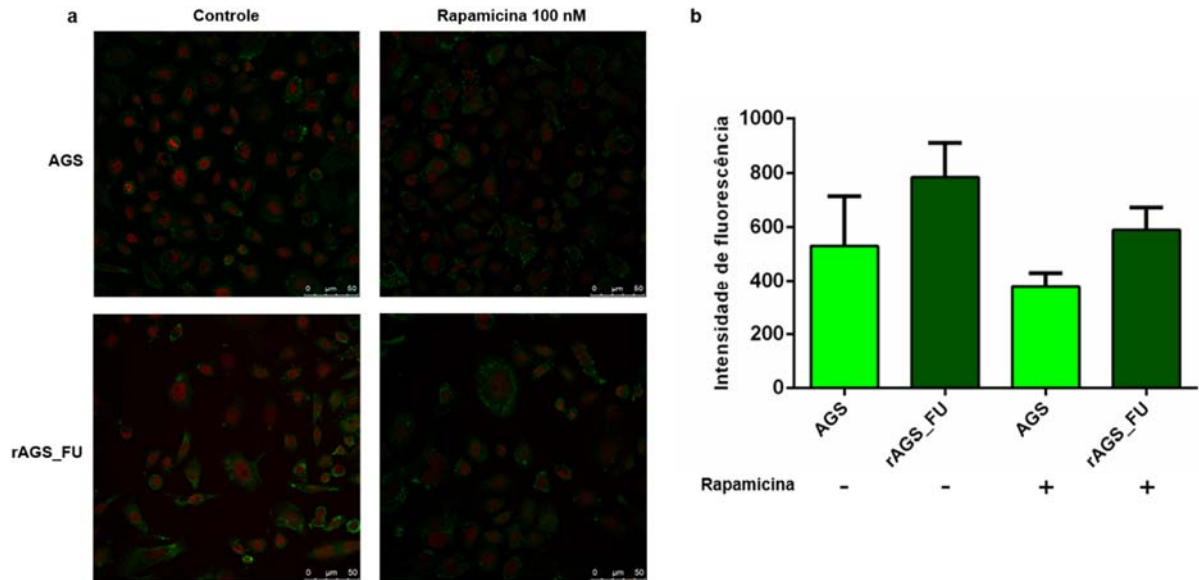 a
Controle
Rapamicina 100 nM
AGS
0 µm 50
0 µm 50
rAGS_FU
0 µm 50
0 µm 50
b
Intensidade de fluorescência
1000
800
600
400
200
0
AGS
rAGS_FU
AGS
rAGS_FU
Rapamicina - - + +